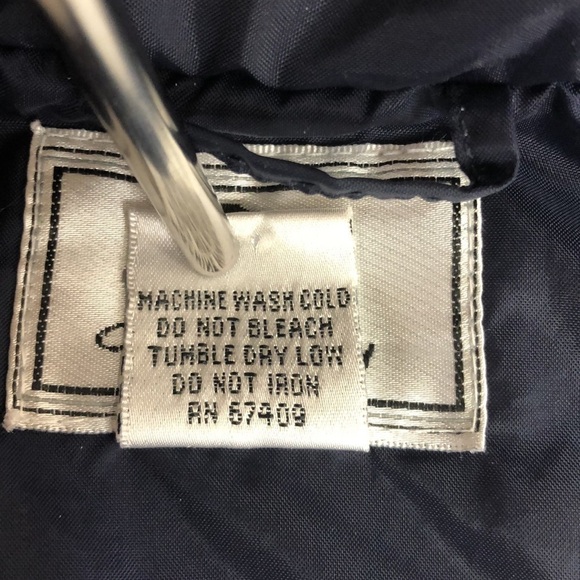 MACHINE WASH COLD
DO NOT BLEACH
TUMBLE DRY LOW
DO NOT IRON
RN 67409